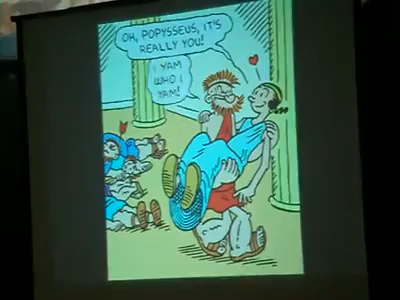 OH, POPYSSEUS, IT'S
REALLY YOU!
I YAM
WHO I
YAM!